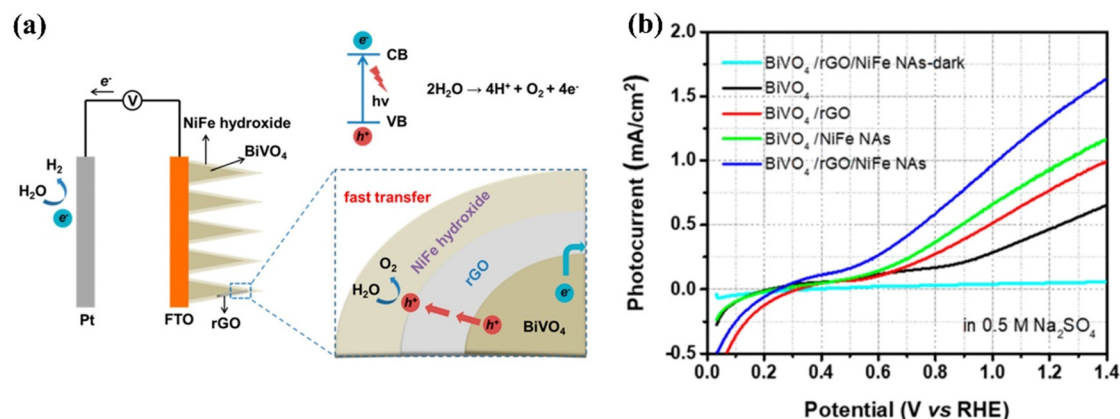 (a)
e⁻
V
NiFe hydroxide
BiVO₄
H₂
H₂O
e⁻
Pt
FTO
rGO
e⁻
CB
hν
VB
h⁺
2H₂O → 4H⁺ + O₂ + 4e⁻
fast transfer
NiFe hydroxide
rGO
O₂
H₂O
h⁺
h⁺
e⁻
BiVO₄
(b)
Photocurrent (mA/cm²)
2.0
1.5
1.0
0.5
0.0
-0.5
BiVO₄ /rGO/NiFe NAs-dark
BiVO₄
BiVO₄ /rGO
BiVO₄ /NiFe NAs
BiVO₄ /rGO/NiFe NAs
in 0.5 M Na₂SO₄
0.0 0.2 0.4 0.6 0.8 1.0 1.2 1.4
Potential (V vs RHE)